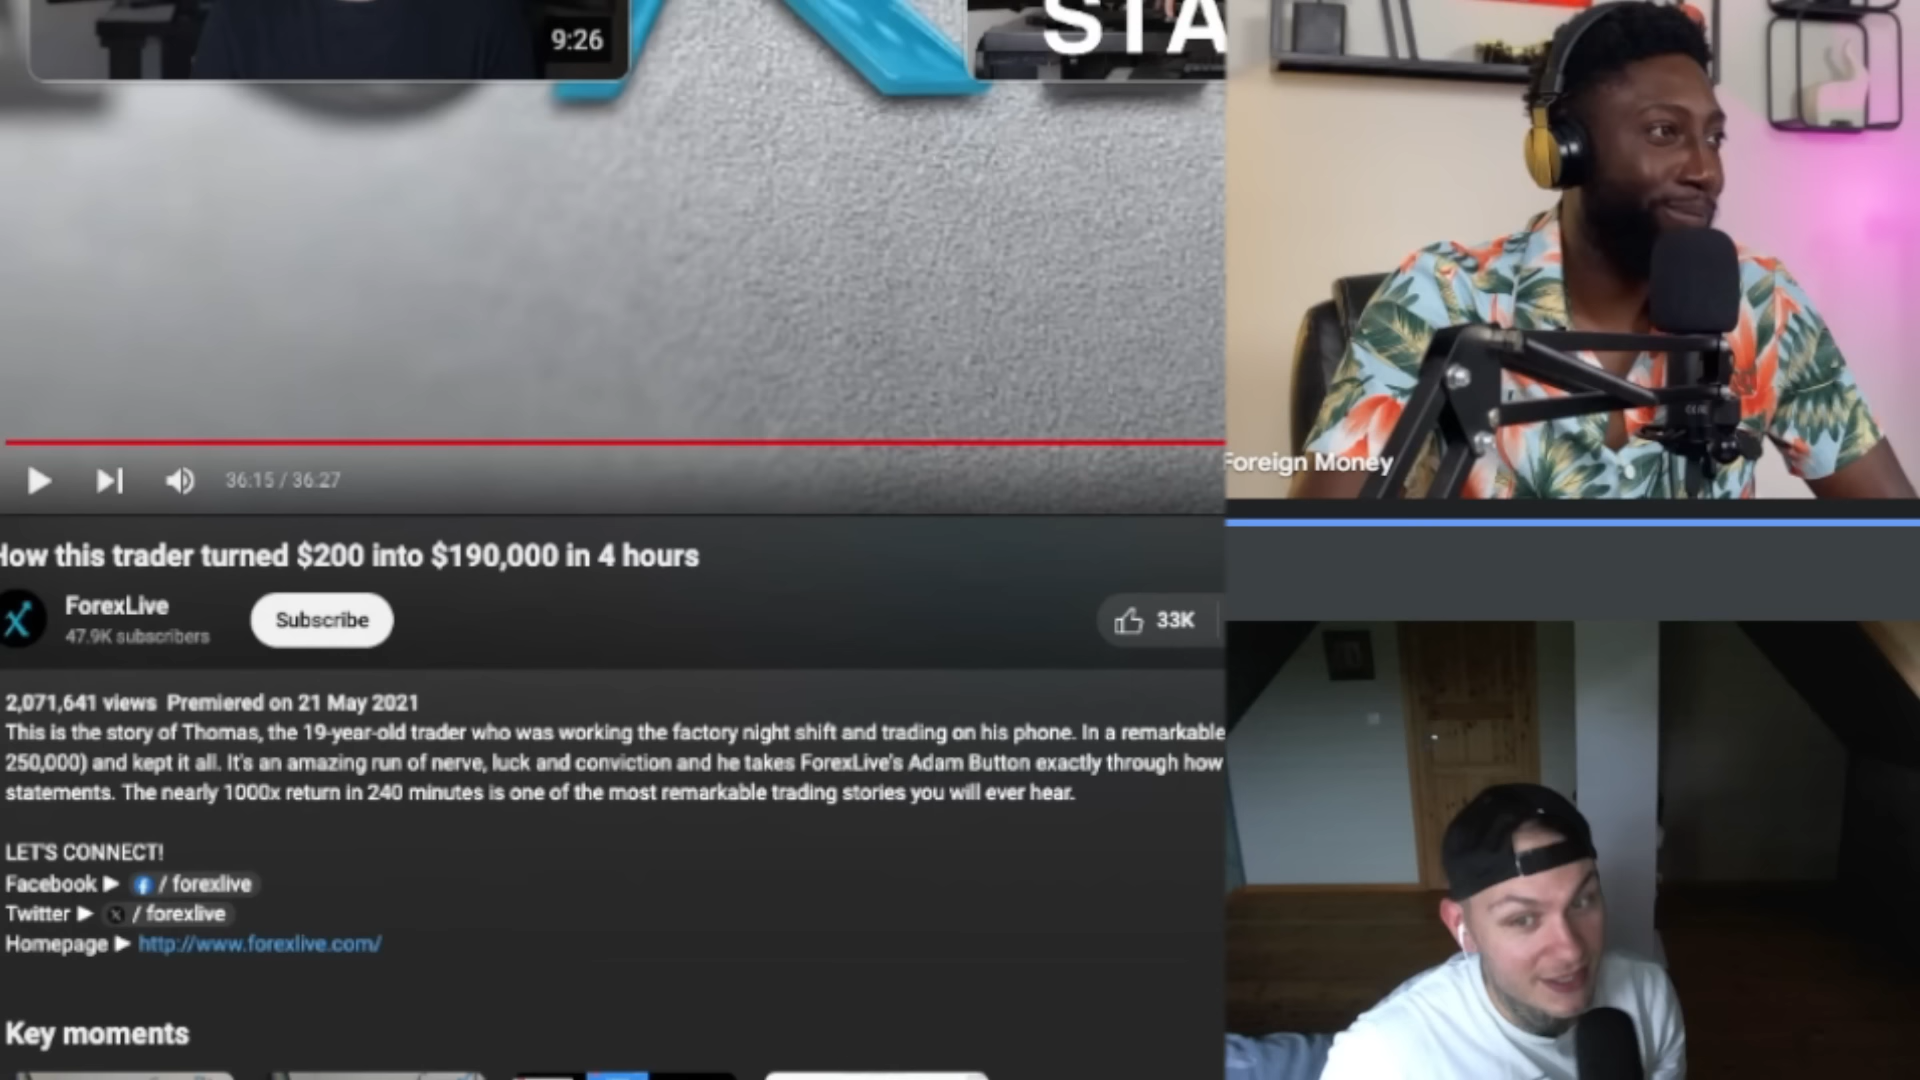 9:26
STA
36:15 / 36:27
How this trader turned $200 into $190,000 in 4 hours
ForexLive
47.9K subscribers
Subscribe
33K
2,071,641 views Premiered on 21 May 2021
This is the story of Thomas, the 19-year-old trader who was working the factory night shift and trading on his phone. In a remarkable
250,000) and kept it all. It's an amazing run of nerve, luck and conviction and he takes ForexLive's Adam Button exactly through how
statements. The nearly 1000x return in 240 minutes is one of the most remarkable trading stories you will ever hear.
LET'S CONNECT!
Facebook ► / forexlive
Twitter ► X / forexlive
Homepage ► http://www.forexlive.com/
Key moments
Foreign Money